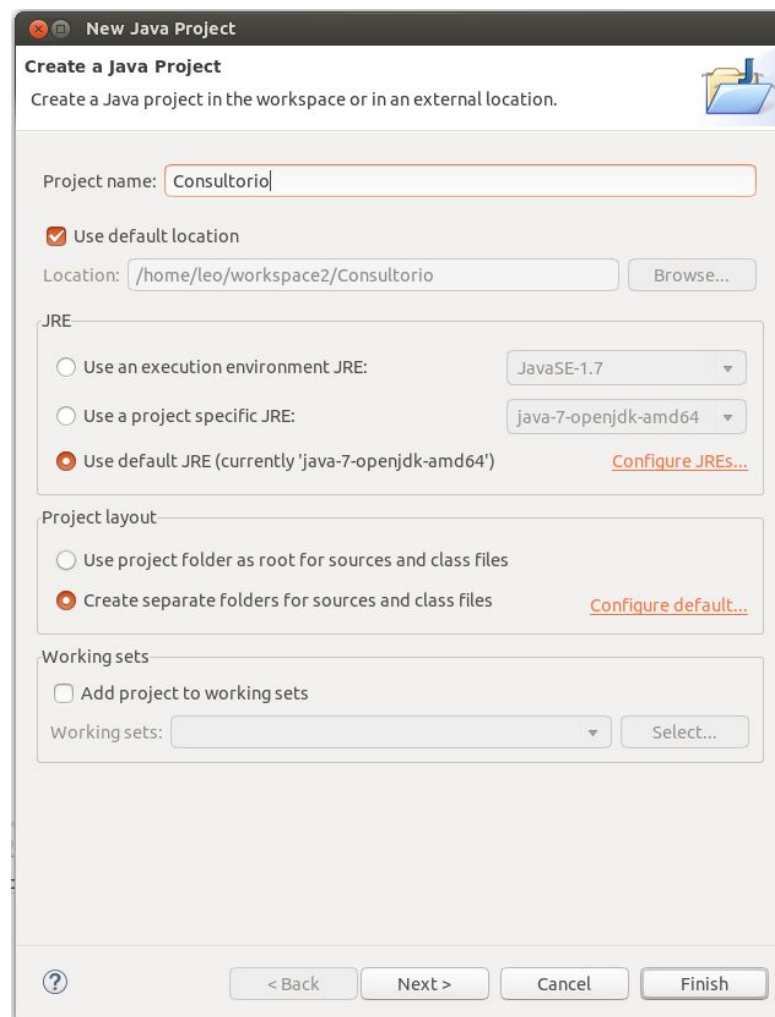 New Java Project
Create a Java Project
Create a Java project in the workspace or in an external location.
Project name: Consultorio
Use default location
Location: /home/leo/workspace2/Consultorio Browse...
JRE
Use an execution environment JRE: JavaSE-1.7
Use a project specific JRE: java-7-openjdk-amd64
Use default JRE (currently 'java-7-openjdk-amd64') Configure JREs...
Project layout
Use project folder as root for sources and class files
Create separate folders for sources and class files Configure default...
Working sets
Add project to working sets
Working sets: Select...
? < Back Next > Cancel Finish